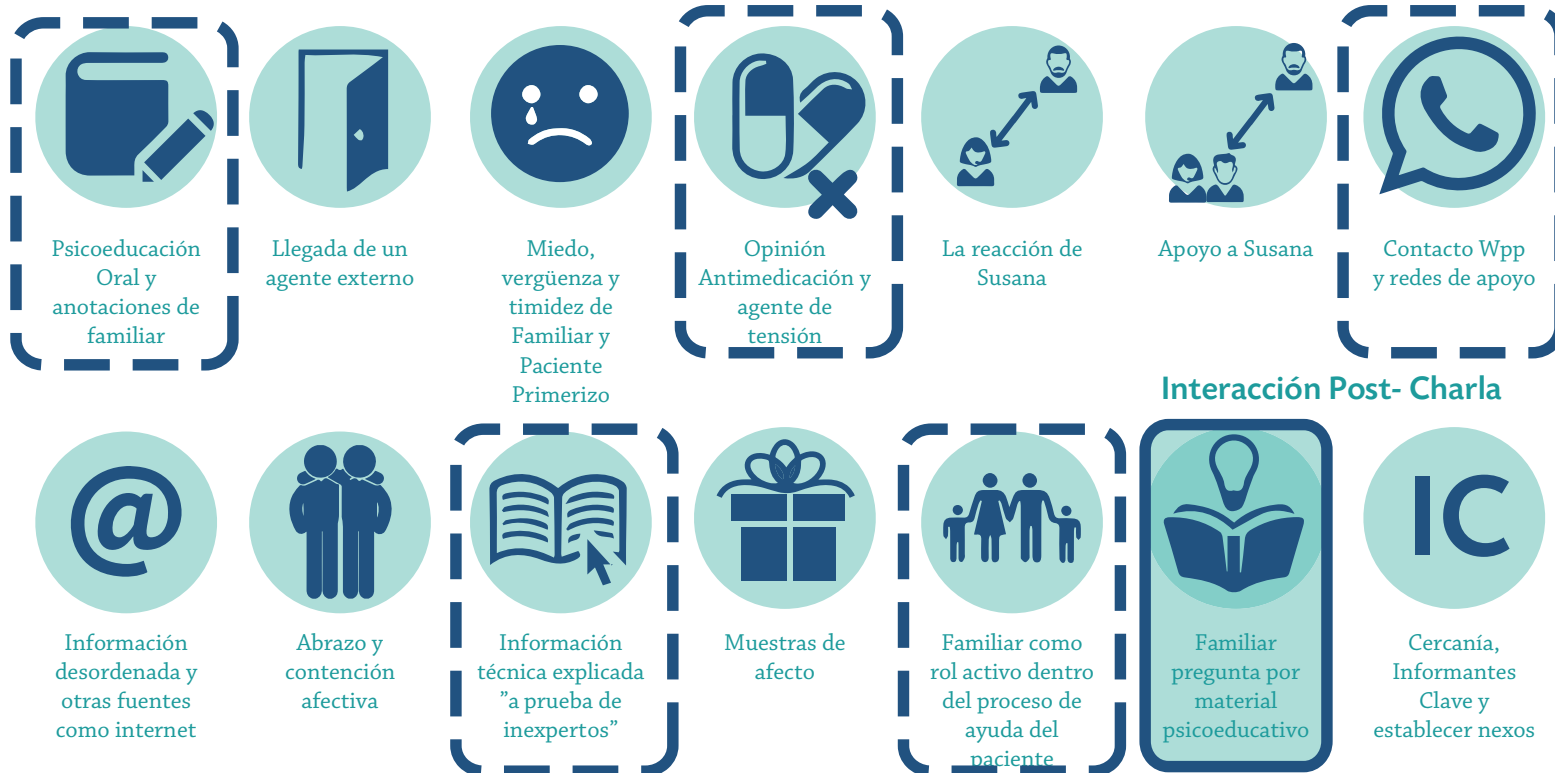 Psicoeducación
Oral y
anotaciones de
familiar
Llegada de un
agente externo
Miedo,
vergüenza y
timidez de
Familiar y
Paciente
Primerizo
Opinión
Antimedicación y
agente de
tensión
La reacción de
Susana
Apoyo a Susana
Contacto Wpp
y redes de apoyo
Interacción Post- Charla
@
Información
desordenada y
otras fuentes
como internet
Abrazo y
contención
afectiva
Información
técnica explicada
”a prueba de
inexpertos”
Muestras de
afecto
Familiar como
rol activo dentro
del proceso de
ayuda del
paciente
Familiar
pregunta por
material
psicoeducativo
IC
Cercanía,
Informantes
Clave y
establecer nexos